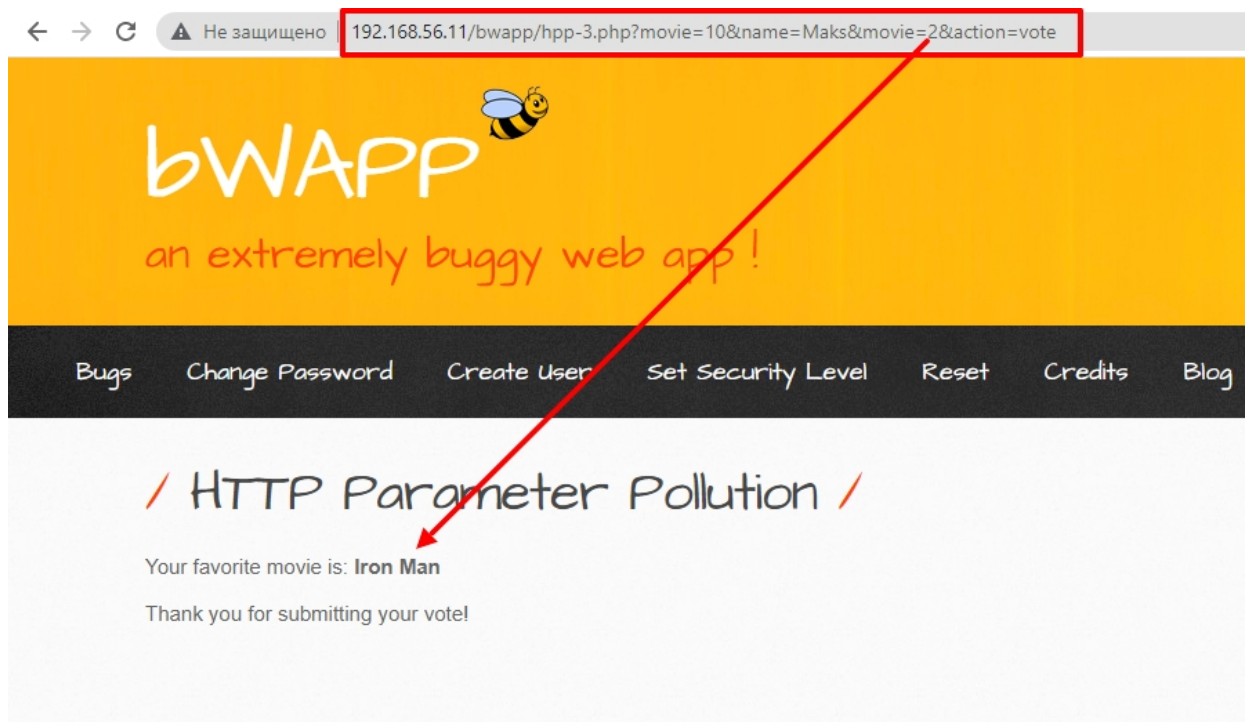 Не защищено 192.168.56.11/bwapp/hpp-3.php?movie=10&name=Maks&movie=2&action=vote
bWAPP
an extremely buggy web app !
Bugs Change Password Create User Set Security Level Reset Credits Blog
/ HTTP Parameter Pollution /
Your favorite movie is: Iron Man
Thank you for submitting your vote!